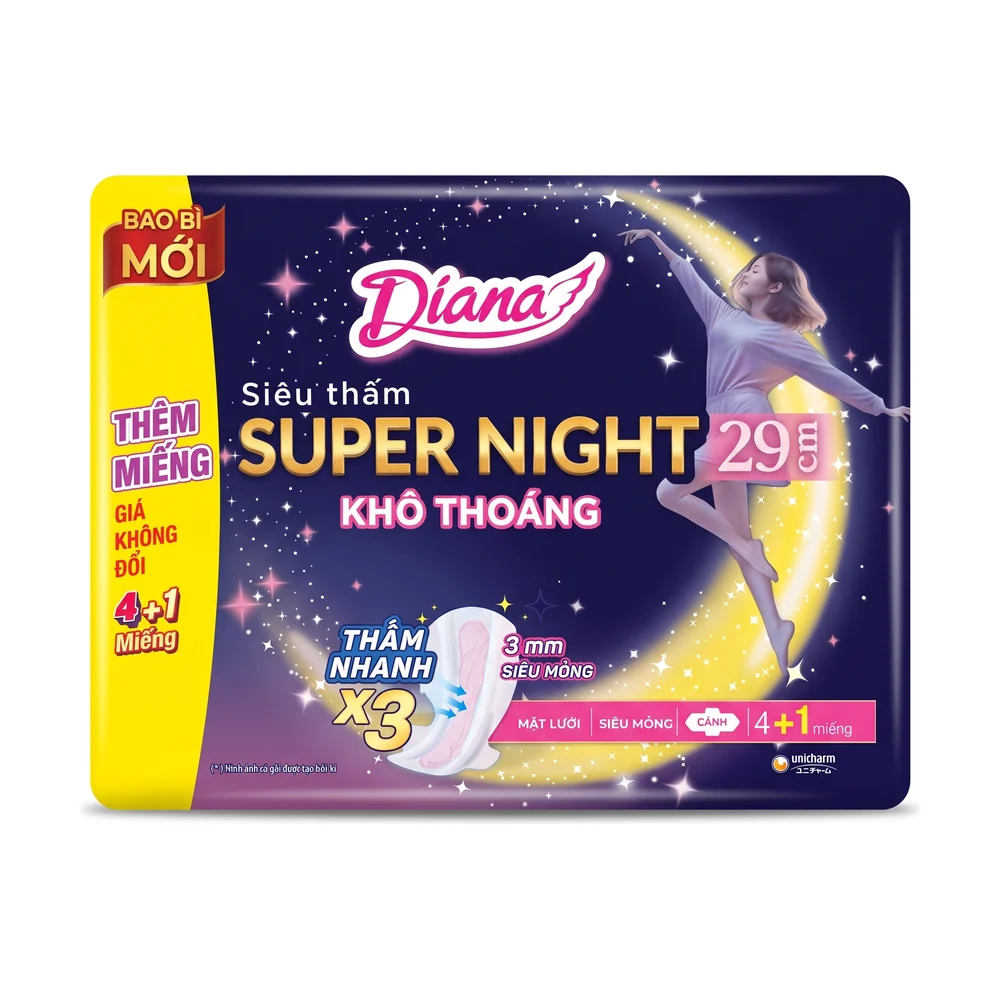 BAO BÌ
MỚI
Diana
Siêu thấm
SUPER NIGHT 29cm
KHÔ THOÁNG
THÊM
MIẾNG
GIÁ
KHÔNG
ĐỔI
4+1
Miếng
THẤM
NHANH
X3
3 mm
SIÊU MỎNG
MẶT LƯỚI SIÊU MỎNG CÁNH 4+1 miếng
unicharm
ユニ・チャーム
(*)